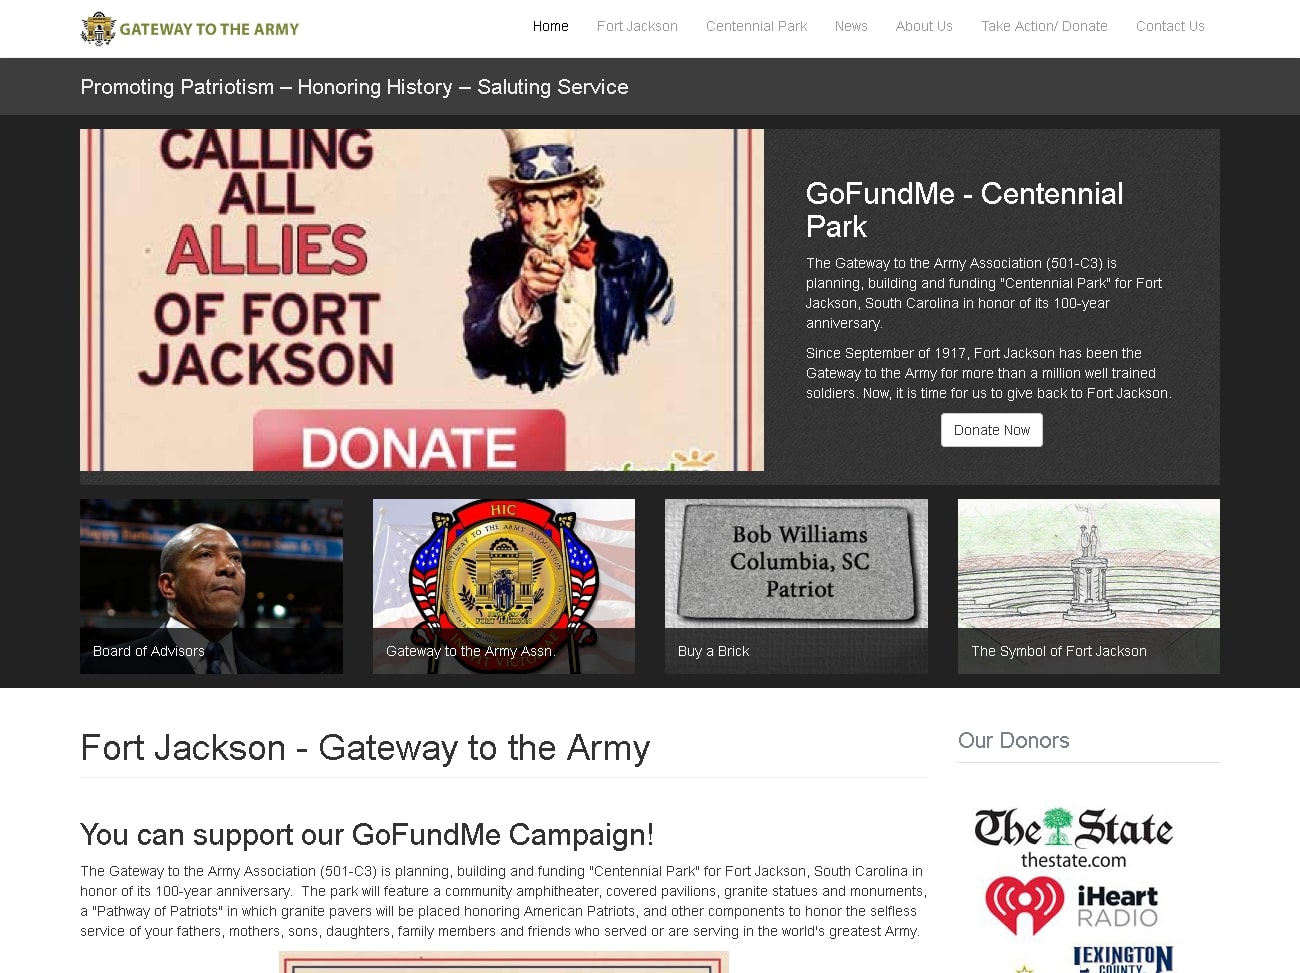 GATEWAY TO THE ARMY
Home
Fort Jackson
Centennial Park
News
About Us
Take Action/ Donate
Contact Us
Promoting Patriotism – Honoring History – Saluting Service
CALLING
ALL
ALLIES
OF FORT
JACKSON
DONATE
GoFundMe - Centennial
Park
The Gateway to the Army Association (501-C3) is
planning, building and funding "Centennial Park" for Fort
Jackson, South Carolina in honor of its 100-year
anniversary.
Since September of 1917, Fort Jackson has been the
Gateway to the Army for more than a million well trained
soldiers. Now, it is time for us to give back to Fort Jackson.
Donate Now
Board of Advisors
HIC
GATEWAY TO THE ARMY ASSOCIATION
FORT JACKSON
Gateway to the Army Assn.
Bob Williams
Columbia, SC
Patriot
Buy a Brick
The Symbol of Fort Jackson
Fort Jackson - Gateway to the Army
You can support our GoFundMe Campaign!
The Gateway to the Army Association (501-C3) is planning, building and funding "Centennial Park" for Fort Jackson, South Carolina in
honor of its 100-year anniversary.  The park will feature a community amphitheater, covered pavilions, granite statues and monuments,
a "Pathway of Patriots" in which granite pavers will be placed honoring American Patriots, and other components to honor the selfless
service of your fathers, mothers, sons, daughters, family members and friends who served or are serving in the world's greatest Army.
Our Donors
The State
thestate.com
iHeart
RADIO
LEXINGTON
COUNTY